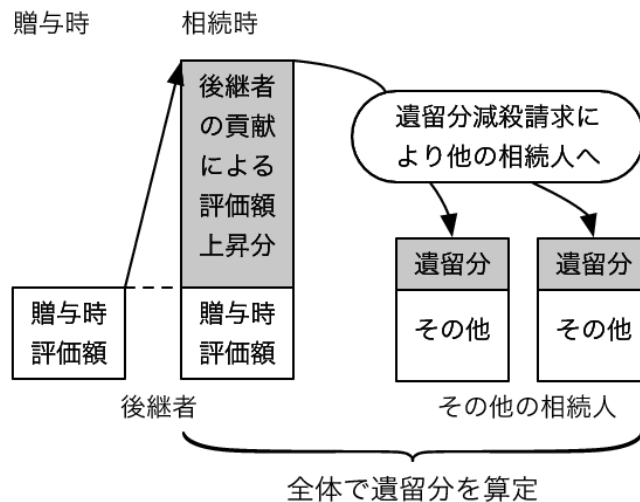 贈与時
相続時
後継者
の貢献
による
評価額
上昇分
遺留分減殺請求に
より他の相続人へ
遺留分
遺留分
贈与時
評価額
贈与時
評価額
その他
その他
後継者
その他の相続人
全体で遺留分を算定